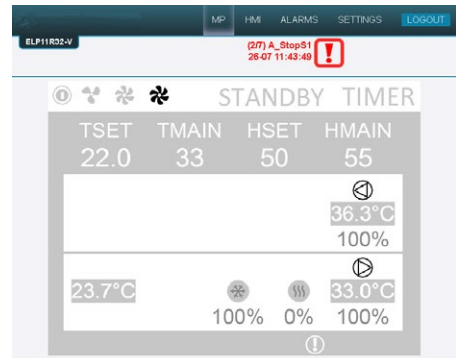 MP HMI ALARMS SETTINGS LOGOUT
ELP11R32-V
(2/7) A_StopS1
26-07 11:43:49
STANDBY TIMER
TSET TMAIN HSET HMAIN
22.0 33 50 55
36.3°C
100%
23.7°C 33.0°C
100% 0% 100%